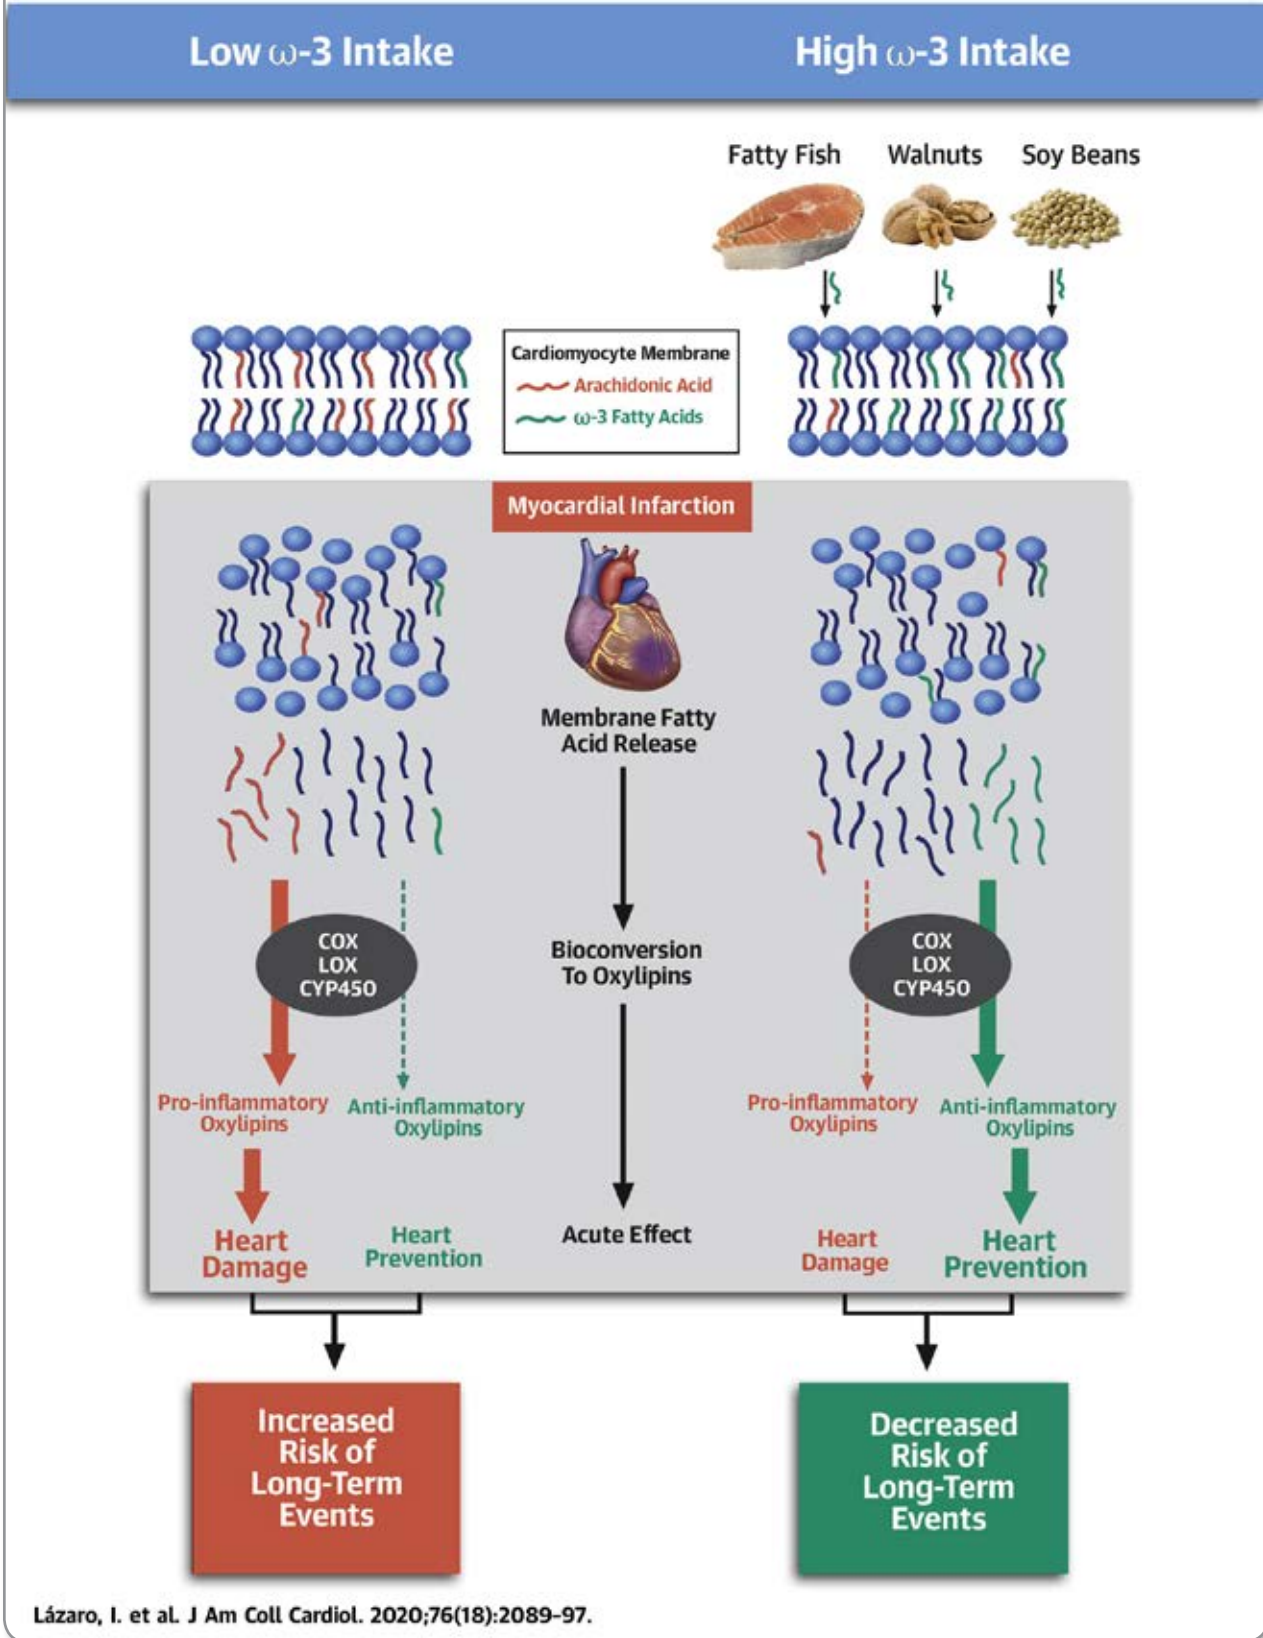 Low ω-3 Intake
High ω-3 Intake
Fatty Fish
Walnuts
Soy Beans
Cardiomyocyte Membrane
Arachidonic Acid
ω-3 Fatty Acids
Myocardial Infarction
Membrane Fatty
Acid Release
COX
LOX
CYP450
Bioconversion
To Oxylipins
COX
LOX
CYP450
Pro-inflammatory
Oxylipins
Anti-inflammatory
Oxylipins
Pro-inflammatory
Oxylipins
Anti-inflammatory
Oxylipins
Heart
Damage
Heart
Prevention
Acute Effect
Heart
Damage
Heart
Prevention
Increased
Risk of
Long-Term
Events
Decreased
Risk of
Long-Term
Events
Lázaro, I. et al. J Am Coll Cardiol. 2020;76(18):2089–97.